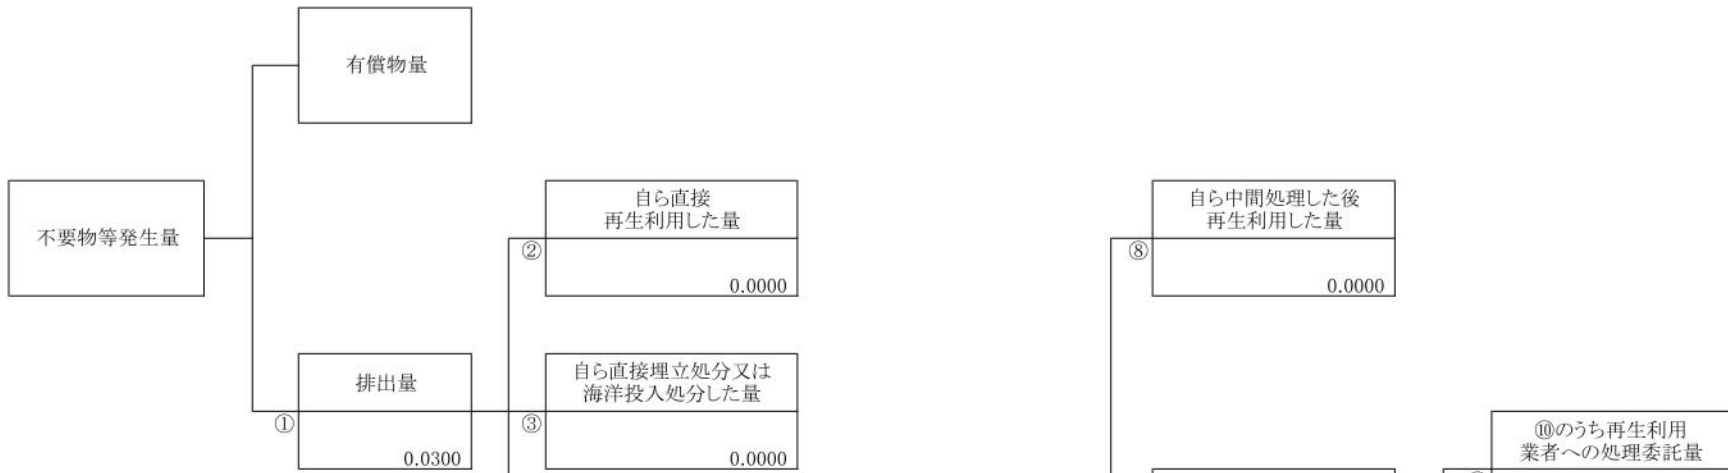 有償物量
不要物等発生量
自ら直接
再生利用した量
②
0.0000
自ら中間処理した後
再生利用した量
⑧
0.0000
排出量
①
0.0300
自ら直接埋立処分又は
海洋投入処分した量
③
0.0000
⑩のうち再生利用
業者への処理委託量